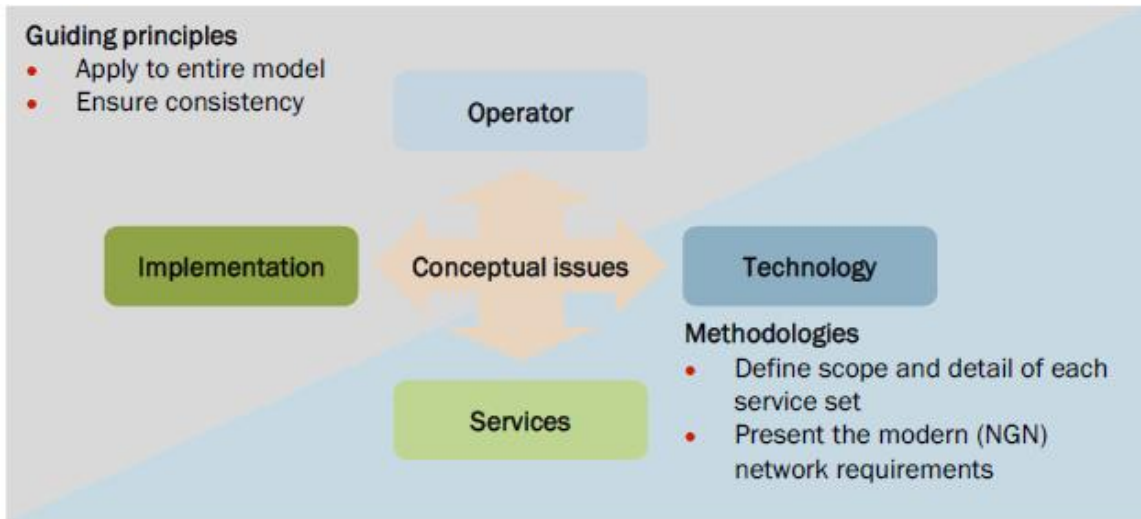 Guiding principles
• Apply to entire model
• Ensure consistency
Operator
Implementation
Conceptual issues
Technology
Services
Methodologies
• Define scope and detail of each
service set
• Present the modern (NGN)
network requirements